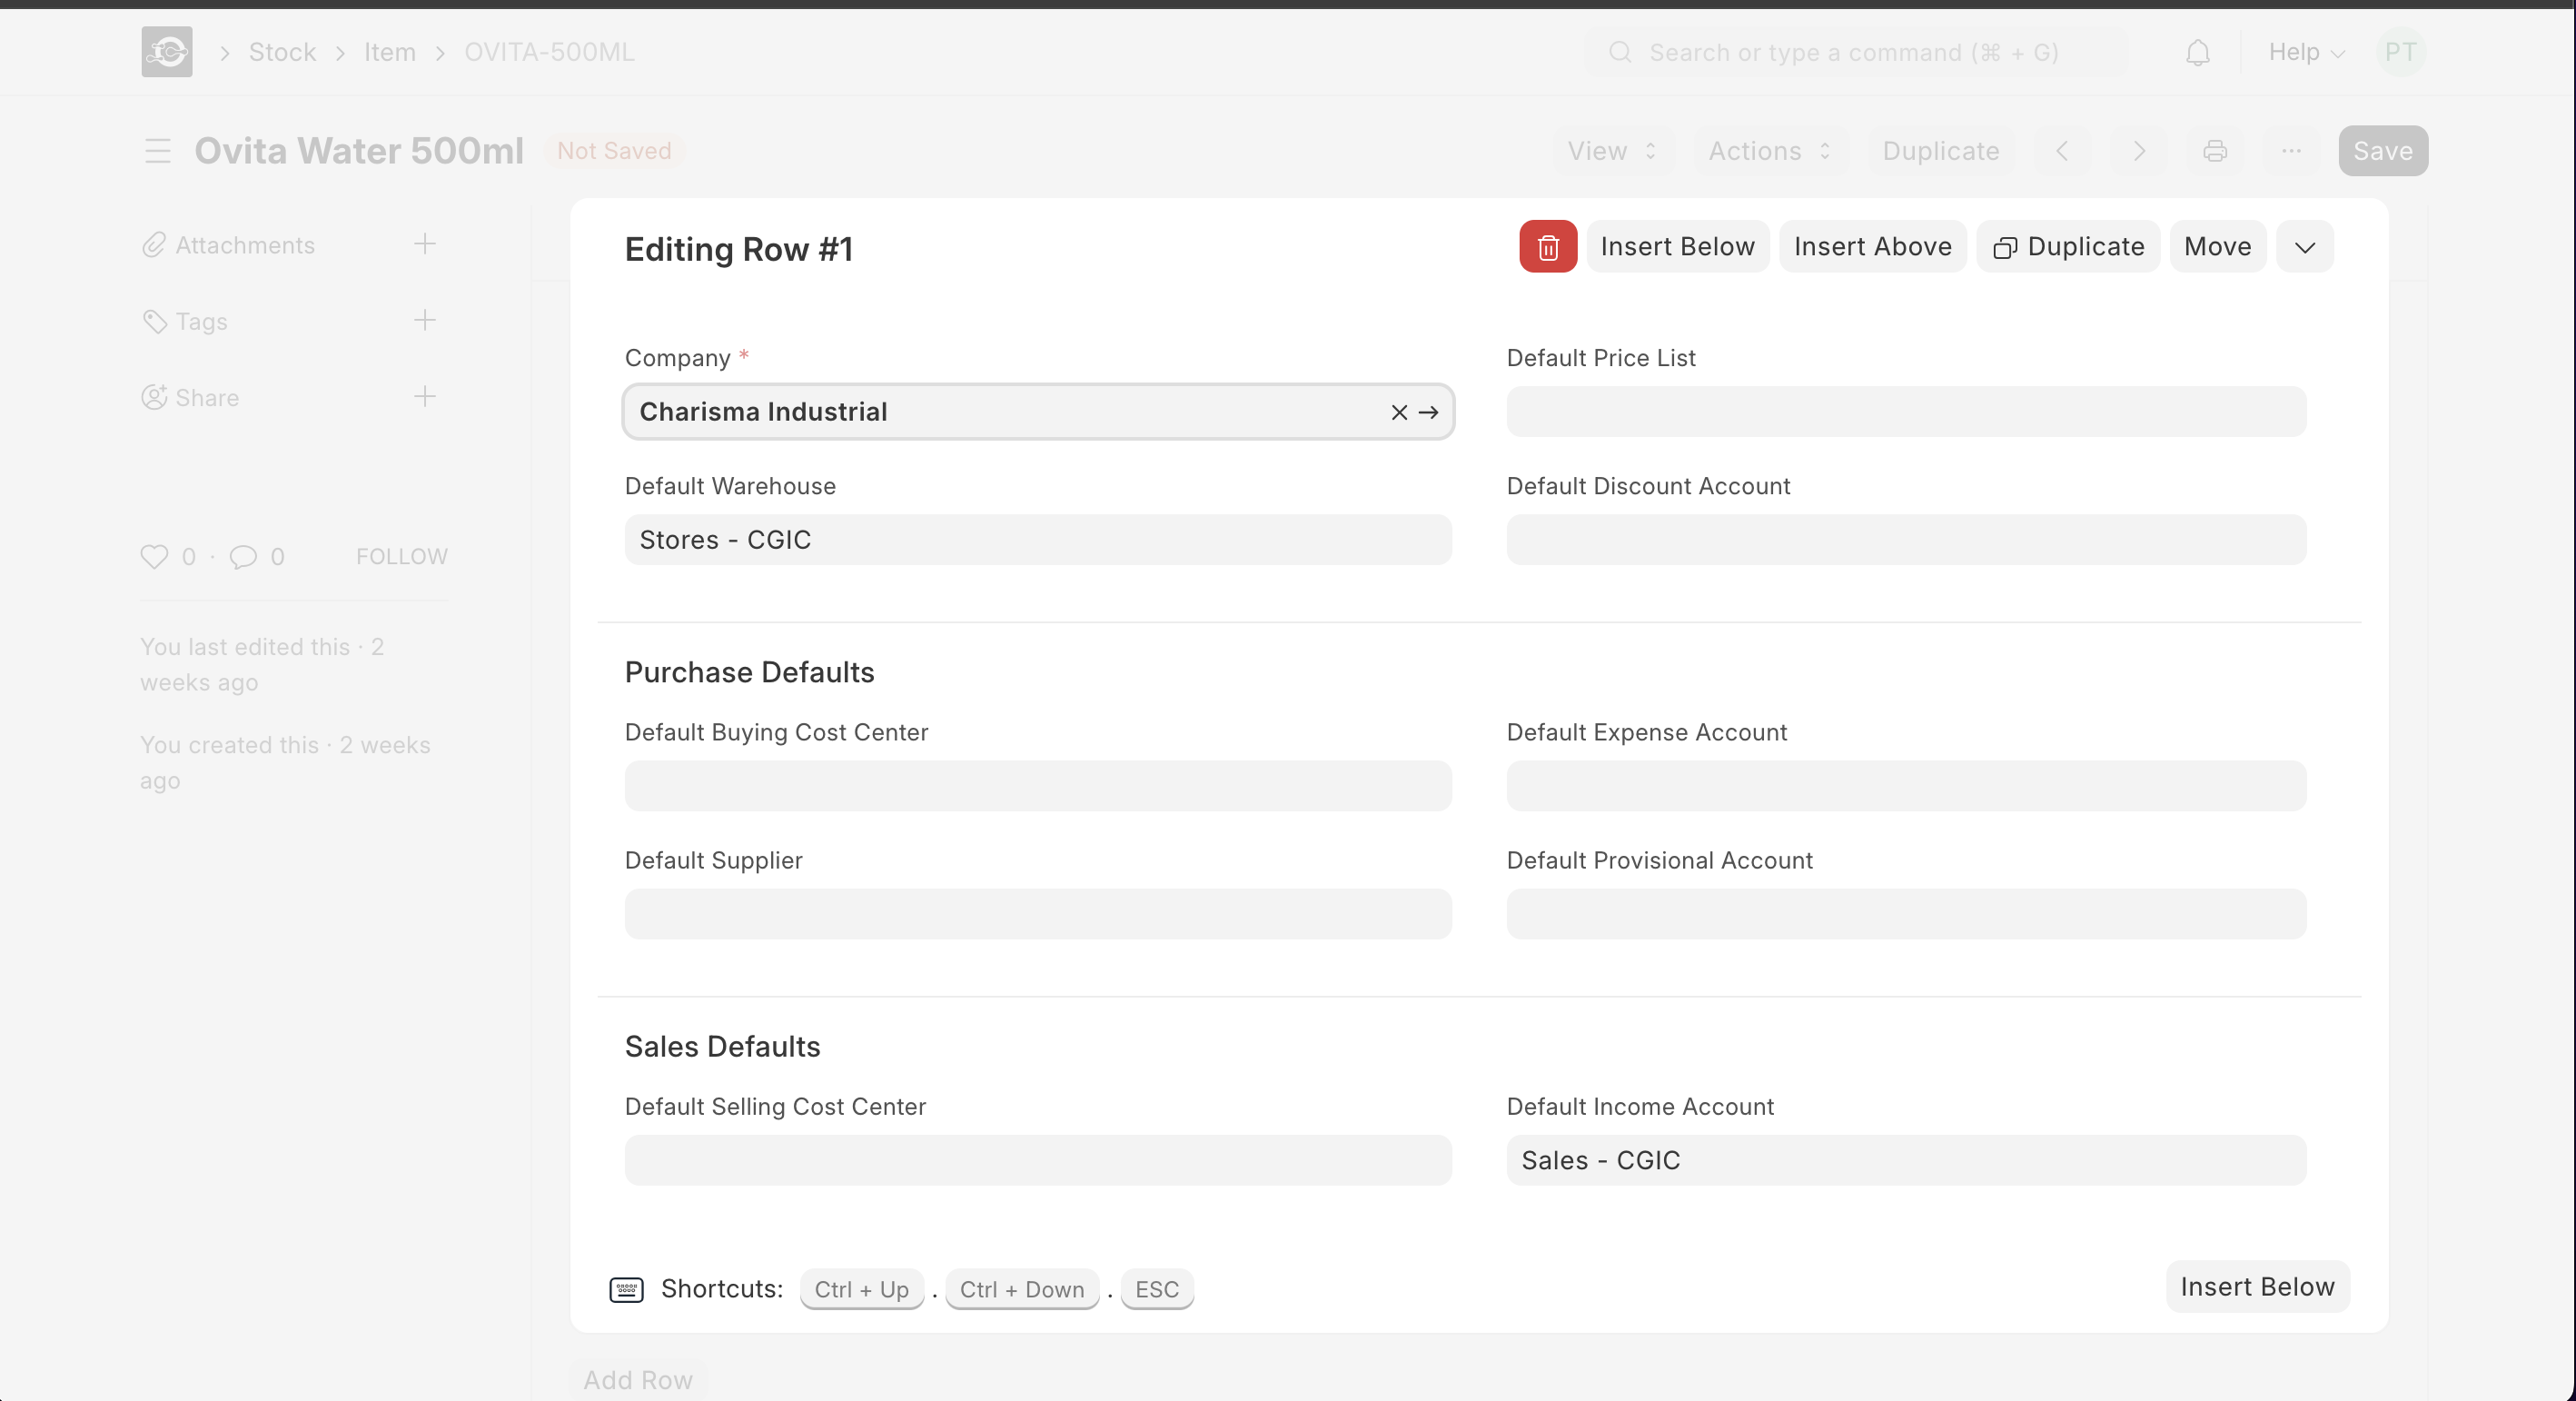 Stock
Item
OVITA-500ML
Search or type a command (⌘ + G)
Help
PT
Ovita Water 500ml
Not Saved
View
Actions
Duplicate
···
Save
Attachments
Tags
Share
0 · 0
FOLLOW
You last edited this · 2
weeks ago
You created this · 2 weeks
ago
Editing Row #1
Insert Below
Insert Above
Duplicate
Move
Company *
Charisma Industrial
Default Price List
Default Warehouse
Stores - CGIC
Default Discount Account
Purchase Defaults
Default Buying Cost Center
Default Expense Account
Default Supplier
Default Provisional Account
Sales Defaults
Default Selling Cost Center
Default Income Account
Sales - CGIC
Shortcuts: Ctrl + Up . Ctrl + Down . ESC
Insert Below
Add Row